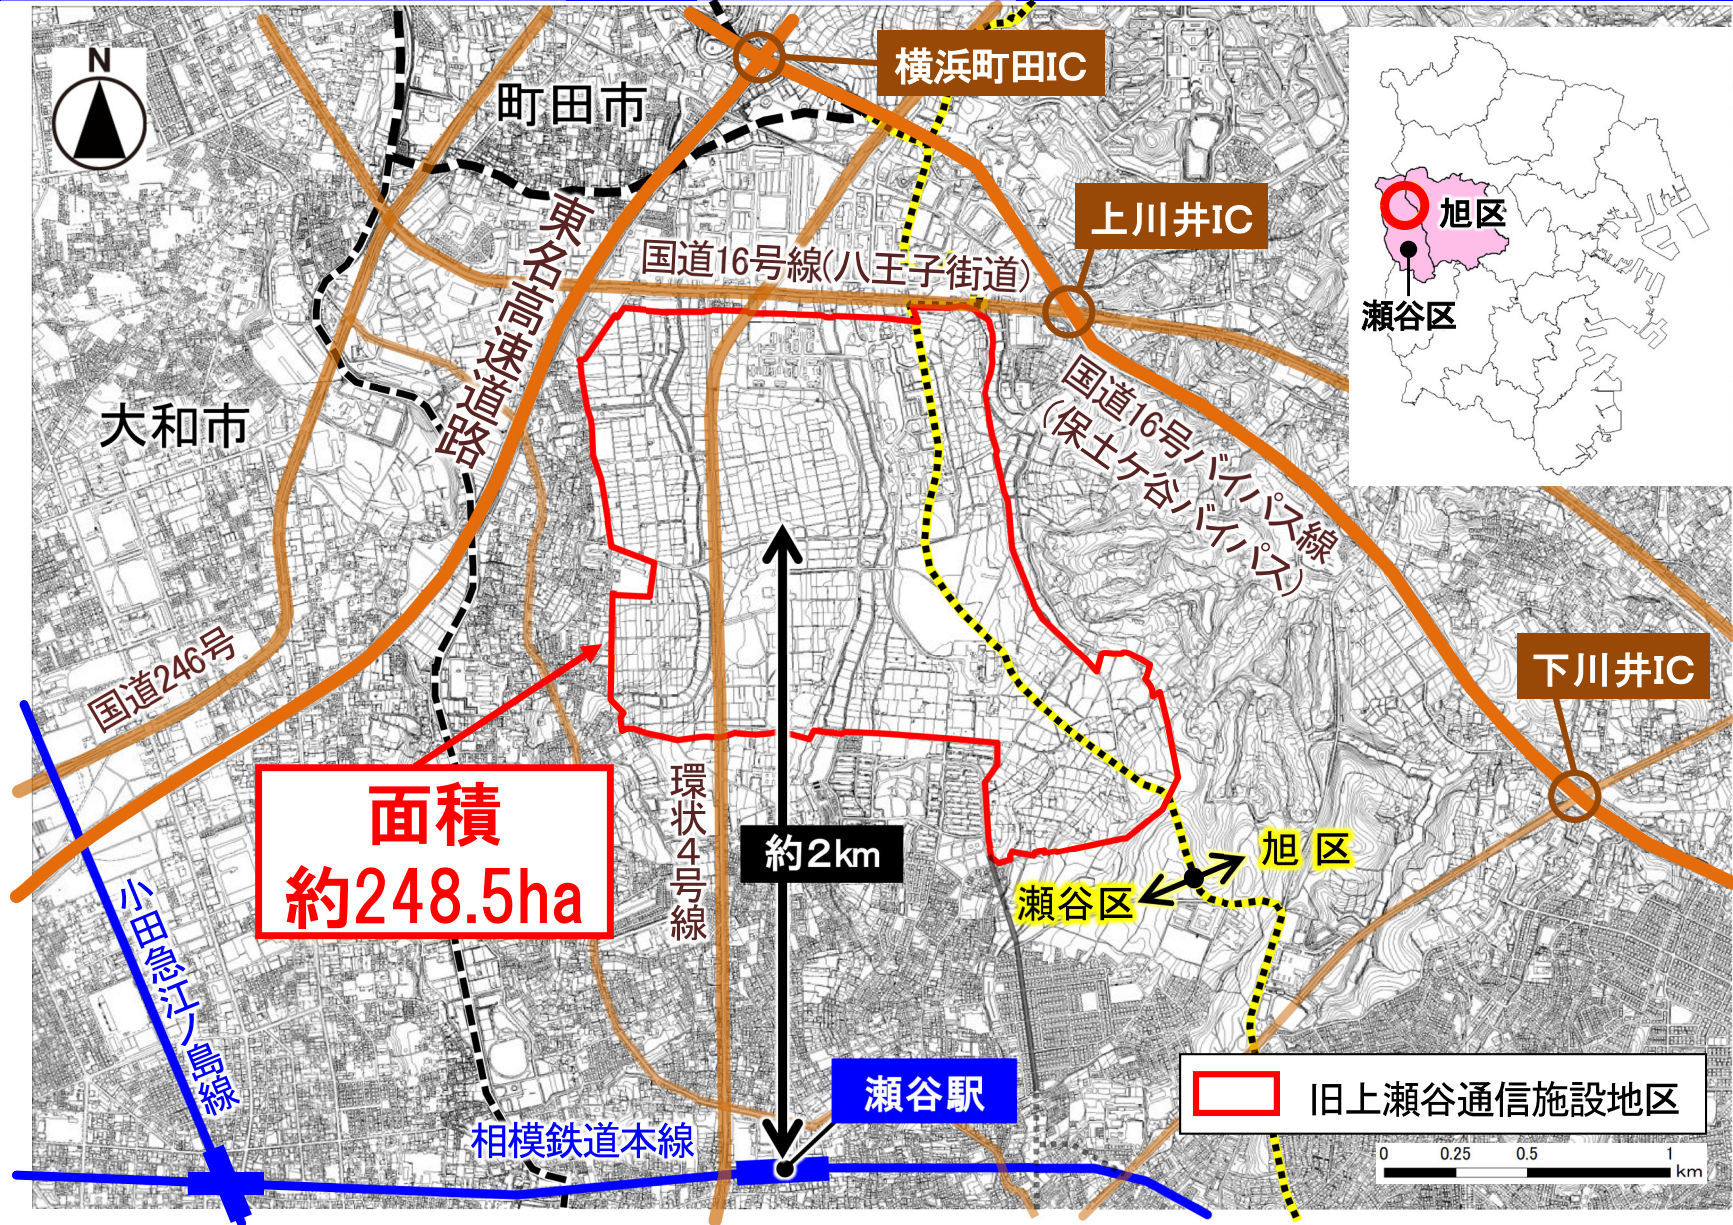 N
町田市
横浜町田IC
上川井IC
旭区
瀬谷区
東名高速道路
国道16号線(八王子街道)
国道16号バイパス線
(保土ケ谷バイパス)
大和市
国道246号
下川井IC
面積
約248.5ha
環状4号線
約2km
旭区
瀬谷区
小田急江ノ島線
瀬谷駅
相模鉄道本線
旧上瀬谷通信施設地区
0 0.25 0.5 1
km